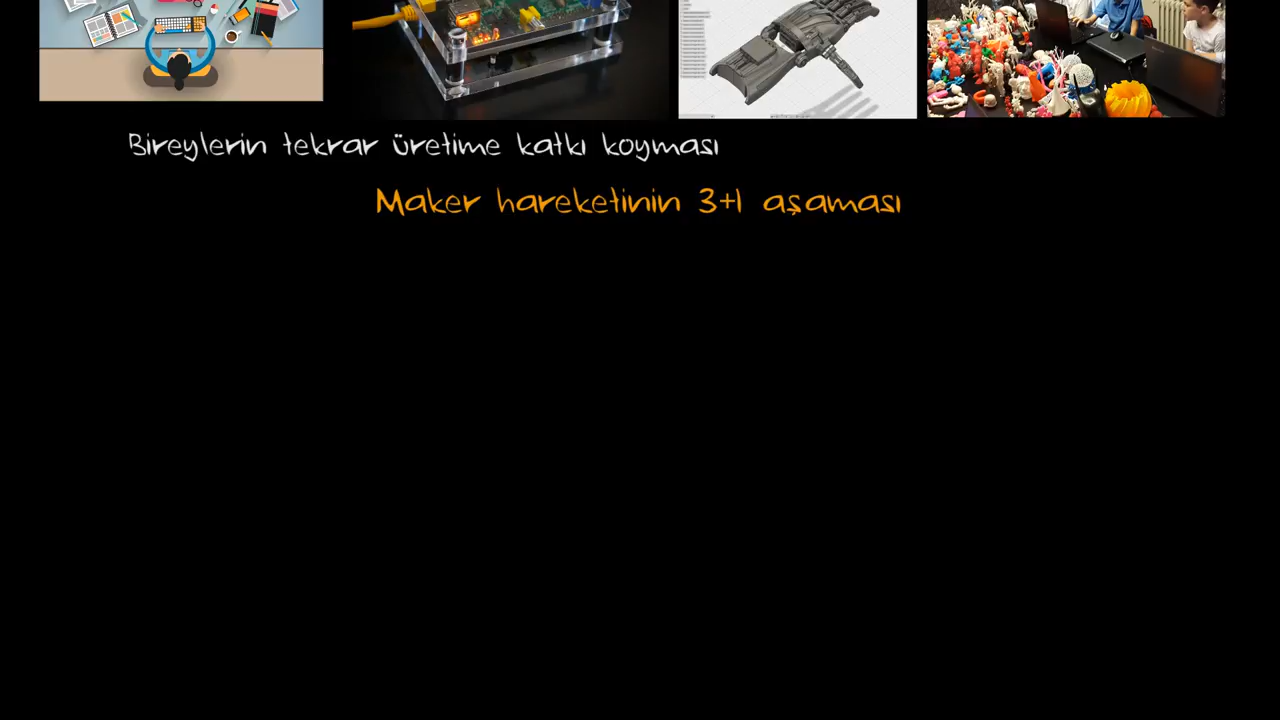 Bireylerin tekrar üretime katkı koyması
Maker hareketinin 3+1 aşaması